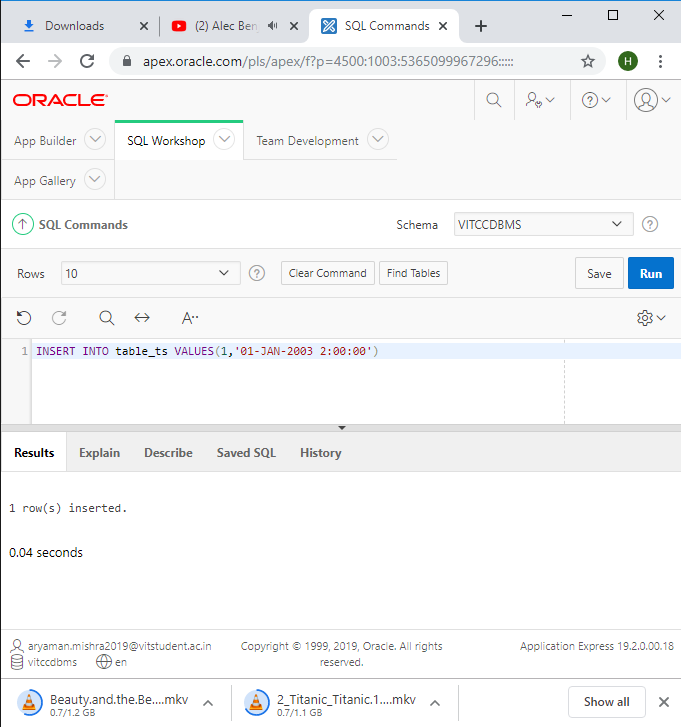 Downloads
(2) Alec Ben
SQL Commands
apex.oracle.com/pls/apex/f?p=4500:1003:5365099967296:::::
H
ORACLE
App Builder
SQL Workshop
Team Development
App Gallery
SQL Commands
Schema
VITCCDBMS
Rows
10
Clear Command
Find Tables
Save
Run
A··
1 INSERT INTO table_ts VALUES(1,'01-JAN-2003 2:00:00')
Results
Explain
Describe
Saved SQL
History
1 row(s) inserted.
0.04 seconds
aryaman.mishra2019@vitstudent.ac.in
vitccdbms
en
Copyright © 1999, 2019, Oracle. All rights
reserved.
Application Express 19.2.0.00.18
Beauty.and.the.Be....mkv
0.7/1.2 GB
2_Titanic_Titanic.1....mkv
0.7/1.1 GB
Show all